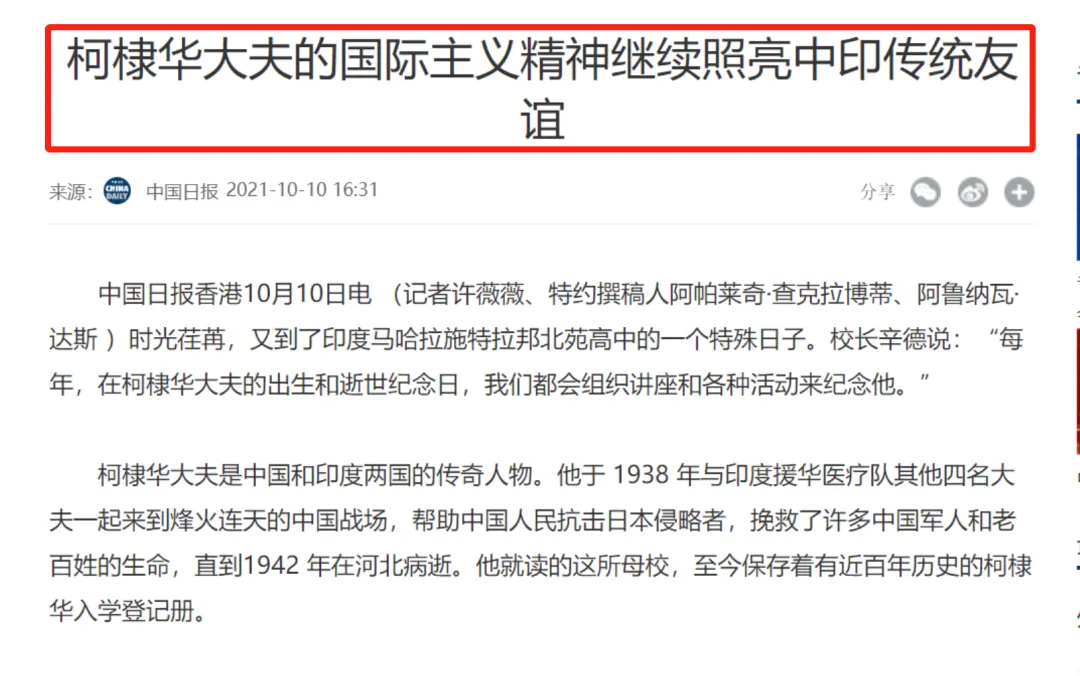 柯棣华大夫的国际主义精神继续照亮中印传统友
谊
来源： CHINA DAILY 中国日报 2021-10-10 16:31 分享
中国日报香港10月10日电 （记者许薇薇、特约撰稿人阿帕莱奇·查克拉博蒂、阿鲁纳瓦·
达斯 ）时光荏苒，又到了印度马哈拉施特拉邦北苑高中的一个特殊日子。校长辛德说： “每
年，在柯棣华大夫的出生和逝世纪念日，我们都会组织讲座和各种活动来纪念他。”
柯棣华大夫是中国和印度两国的传奇人物。他于 1938 年与印度援华医疗队其他四名大
夫一起来到烽火连天的中国战场，帮助中国人民抗击日本侵略者，挽救了许多中国军人和老
百姓的生命，直到1942 年在河北病逝。他就读的这所母校，至今保存着有近百年历史的柯棣
华入学登记册。